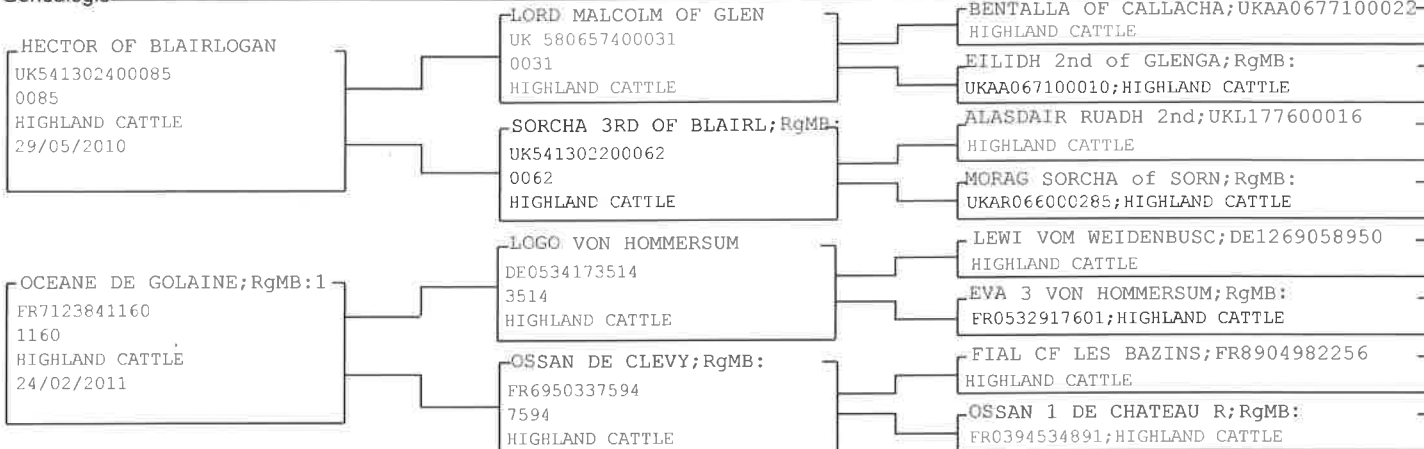 HECTOR OF BLAIRLOGAN
UK541302400085
0085
HIGHLAND CATTLE
29/05/2010
OCEANE DE GOLAINE;RgMB:1
FR7123841160
1160
HIGHLAND CATTLE
24/02/2011
LORD MALCOLM OF GLEN
UK 580657400031
0031
HIGHLAND CATTLE
SORCHA 3RD OF BLAIRL;RgMB:
UK541302200062
0062
HIGHLAND CATTLE
LOGO VON HOMMERSUM
DE0534173514
3514
HIGHLAND CATTLE
OSSAN DE CLEVY;RgMB:
FR6950337594
7594
HIGHLAND CATTLE
BENTALLA OF CALLACHA;UKAA0677100022
HIGHLAND CATTLE
EILIDH 2nd of GLENGA;RgMB:
UKAA067100010;HIGHLAND CATTLE
ALASDAIR RUADH 2nd;UKL177600016
HIGHLAND CATTLE
MORAG SORCHA of SORN;RgMB:
UKAR066000285;HIGHLAND CATTLE
LEWI VOM WEIDENBUSC;DE1269058950
HIGHLAND CATTLE
EVA 3 VON HOMMERSUM;RgMB:
FR0532917601;HIGHLAND CATTLE
FIAL CF LES BAZINS;FR8904982256
HIGHLAND CATTLE
OSSAN 1 DE CHATEAU R;RgMB:
FR0394534891;HIGHLAND CATTLE